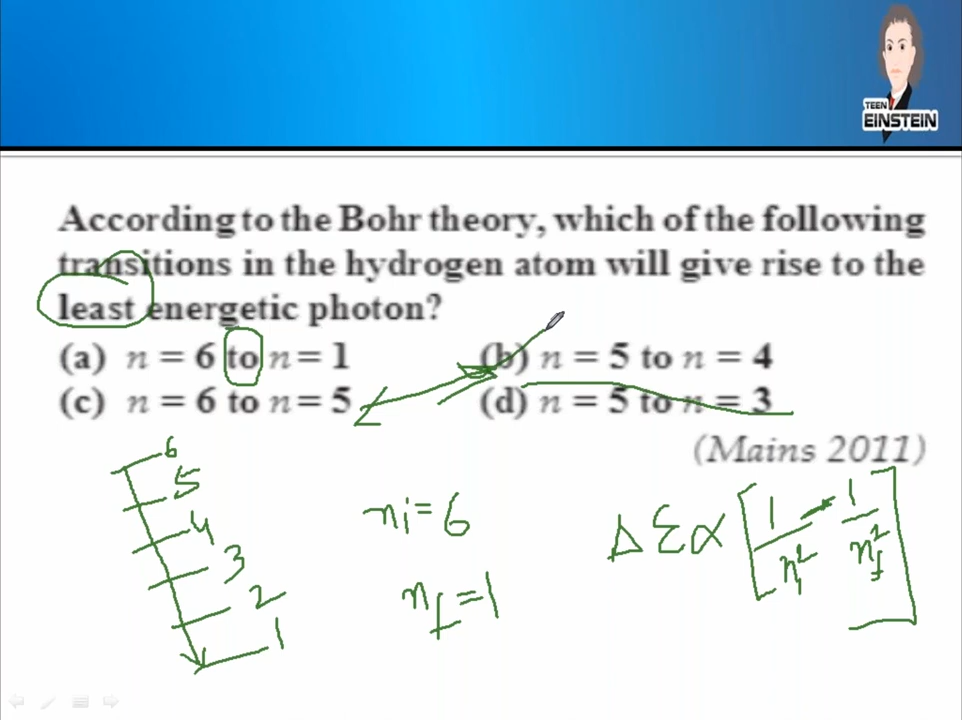 TEEN
EINSTEIN
According to the Bohr theory, which of the following
transitions in the hydrogen atom will give rise to the
least energetic photon?
(a) n = 6 to n = 1 (b) n = 5 to n = 4
(c) n = 6 to n = 5 (d) n = 5 to n = 3
(Mains 2011)
6
5
4
3
2
1
ni = 6
nf = 1
ΔE∝ [1/ni² - 1/nf²]